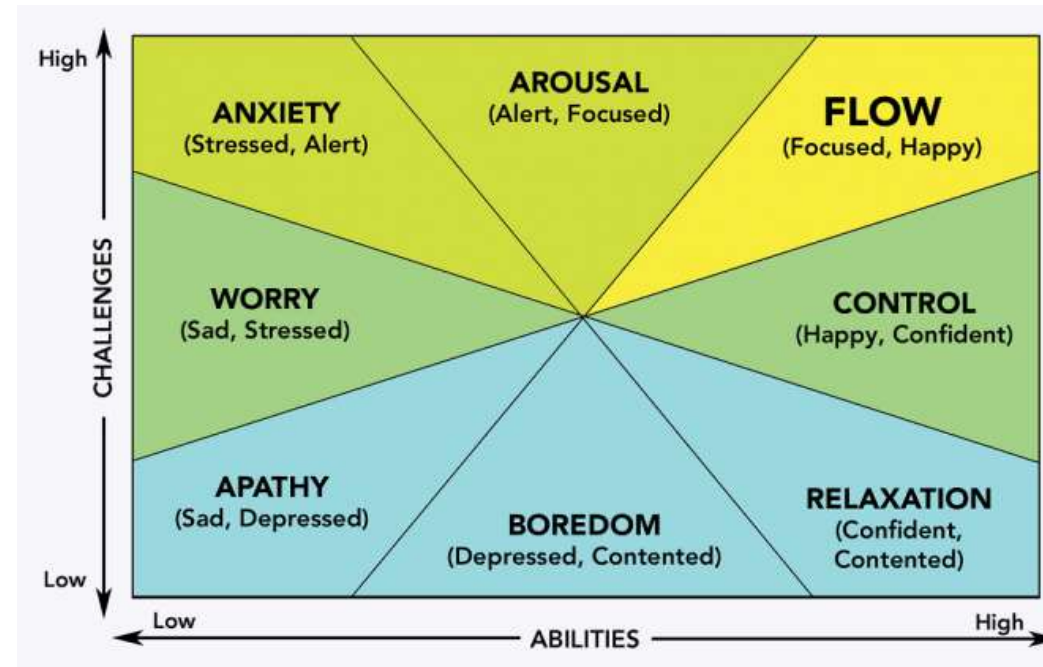 High
ANXIETY
(Stressed, Alert)
AROUSAL
(Alert, Focused)
FLOW
(Focused, Happy)
CHALLENGES
WORRY
(Sad, Stressed)
CONTROL
(Happy, Confident)
APATHY
(Sad, Depressed)
BOREDOM
(Depressed, Contented)
RELAXATION
(Confident,
Contented)
Low
Low
ABILITIES
High